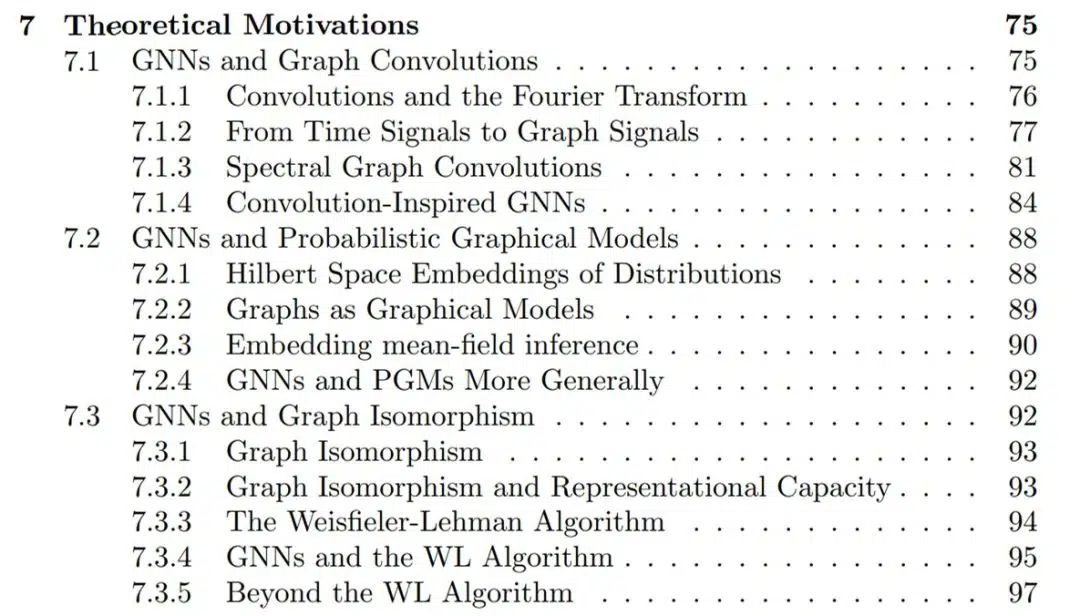 7 Theoretical Motivations 75
7.1 GNNs and Graph Convolutions . . . . . . . . . . . . . . . . . . . 75
7.1.1 Convolutions and the Fourier Transform . . . . . . . . . . 76
7.1.2 From Time Signals to Graph Signals . . . . . . . . . . . . 77
7.1.3 Spectral Graph Convolutions . . . . . . . . . . . . . . . . 81
7.1.4 Convolution-Inspired GNNs . . . . . . . . . . . . . . . . . 84
7.2 GNNs and Probabilistic Graphical Models . . . . . . . . . . . . . 88
7.2.1 Hilbert Space Embeddings of Distributions . . . . . . . . 88
7.2.2 Graphs as Graphical Models . . . . . . . . . . . . . . . . 89
7.2.3 Embedding mean-field inference . . . . . . . . . . . . . . . 90
7.2.4 GNNs and PGMs More Generally . . . . . . . . . . . . . 92
7.3 GNNs and Graph Isomorphism . . . . . . . . . . . . . . . . . . . 92
7.3.1 Graph Isomorphism . . . . . . . . . . . . . . . . . . . . . 93
7.3.2 Graph Isomorphism and Representational Capacity . . . . 93
7.3.3 The Weisfieler-Lehman Algorithm . . . . . . . . . . . . . 94
7.3.4 GNNs and the WL Algorithm . . . . . . . . . . . . . . . . 95
7.3.5 Beyond the WL Algorithm . . . . . . . . . . . . . . . . . 97